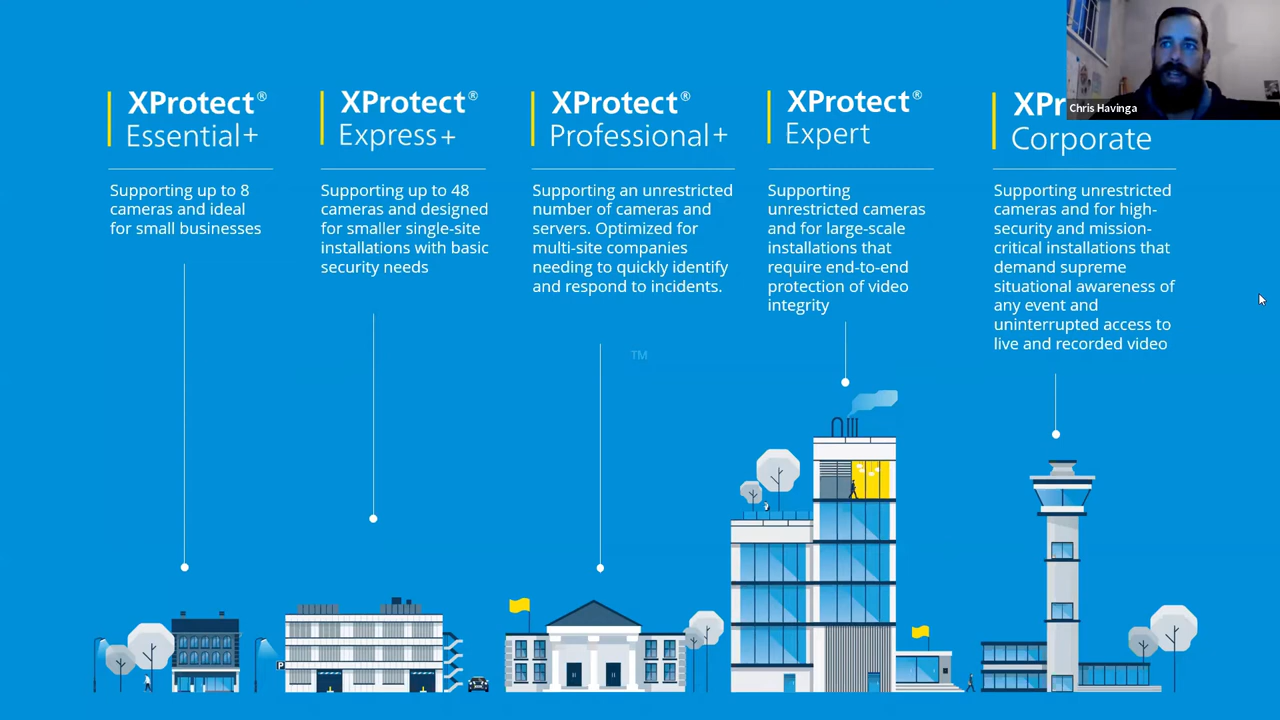 XProtect®
Essential+
Supporting up to 8
cameras and ideal
for small businesses
XProtect®
Express+
Supporting up to 48
cameras and designed
for smaller single-site
installations with basic
security needs
XProtect®
Professional+
Supporting an unrestricted
number of cameras and
servers. Optimized for
multi-site companies
needing to quickly identify
and respond to incidents.
XProtect®
Expert
Supporting
unrestricted cameras
and for large-scale
installations that
require end-to-end
protection of video
integrity
XPr
Corporate
Supporting unrestricted
cameras and for high-
security and mission-
critical installations that
demand supreme
situational awareness of
any event and
uninterrupted access to
live and recorded video
Chris Havinga
TM
P